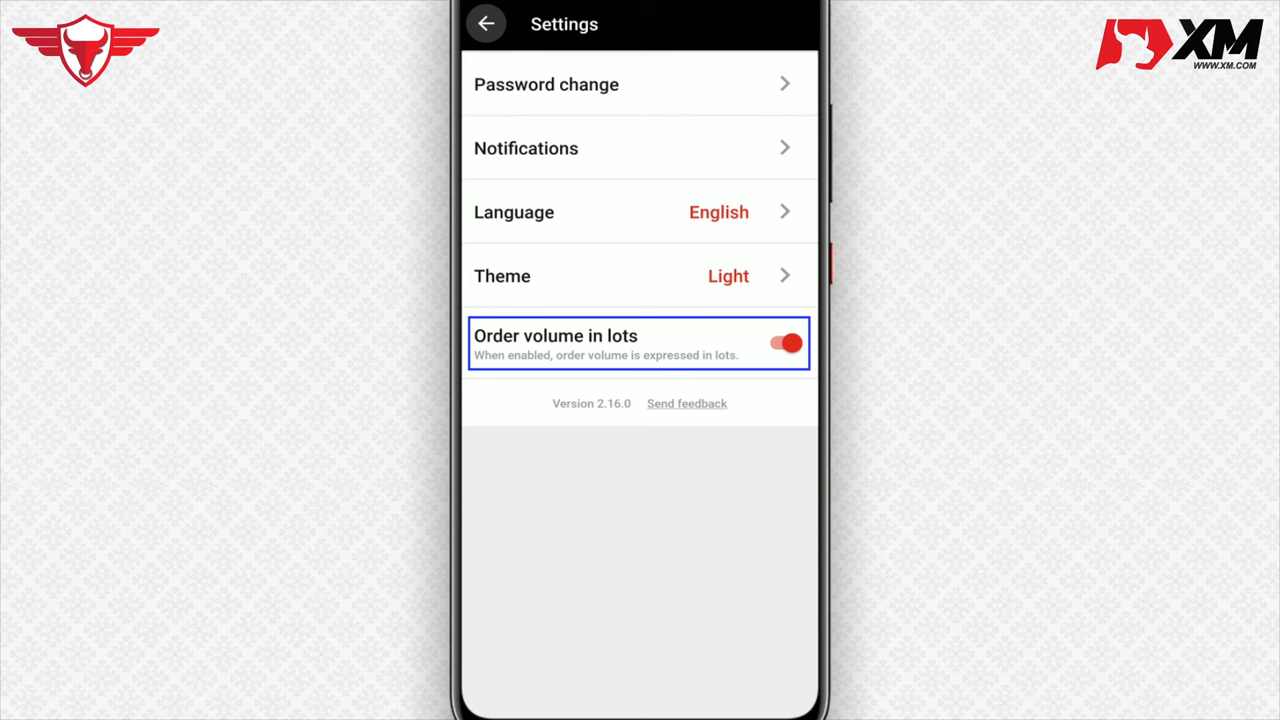 Settings
XM
WWW.XM.COM
Password change
Notifications
Language English
Theme Light
Order volume in lots
When enabled, order volume is expressed in lots.
Version 2.16.0 Send feedback